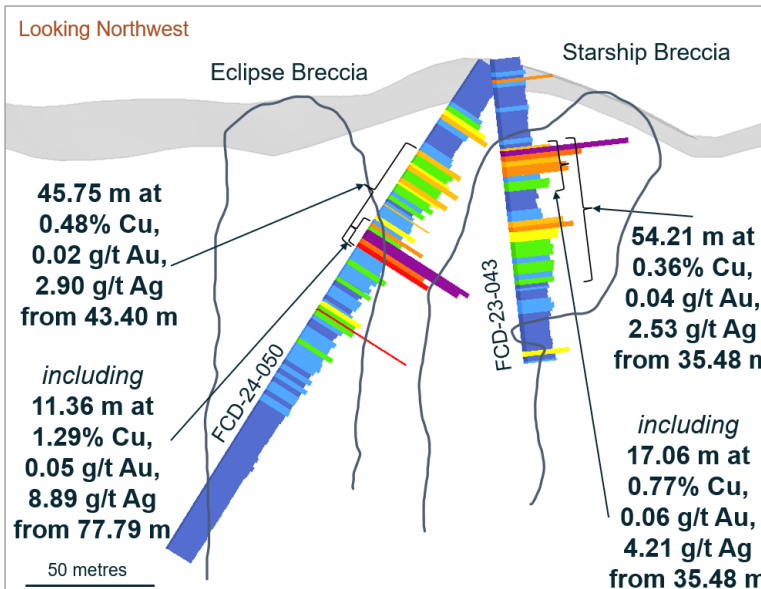 Looking Northwest
Eclipse Breccia
Starship Breccia
45.75 m at
0.48% Cu,
0.02 g/t Au,
2.90 g/t Ag
from 43.40 m
including
11.36 m at
1.29% Cu,
0.05 g/t Au,
8.89 g/t Ag
from 77.79 m
FCD-24-050
FCD-23-043
54.21 m at
0.36% Cu,
0.04 g/t Au,
2.53 g/t Ag
from 35.48 m
including
17.06 m at
0.77% Cu,
0.06 g/t Au,
4.21 g/t Ag
from 35.48 m
50 metres